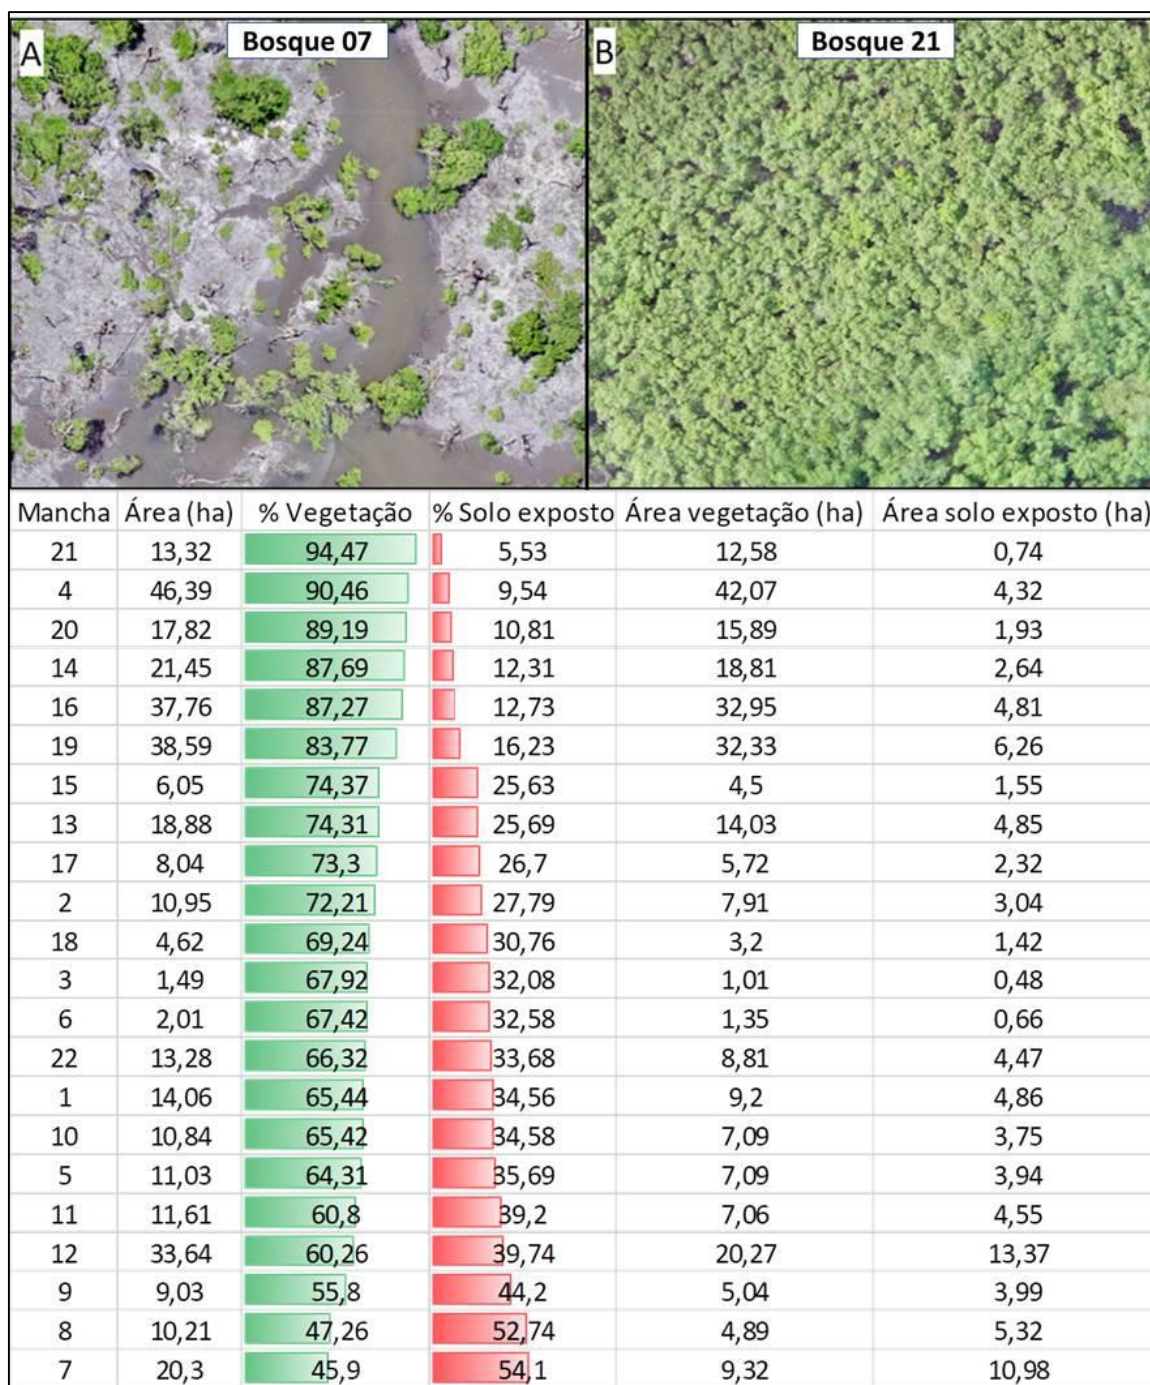 A Bosque 07 B Bosque 21
Mancha Área (ha) % Vegetação % Solo exposto Área vegetação (ha) Área solo exposto (ha)
21 13,32 94,47 5,53 12,58 0,74
4 46,39 90,46 9,54 42,07 4,32
20 17,82 89,19 10,81 15,89 1,93
14 21,45 87,69 12,31 18,81 2,64
16 37,76 87,27 12,73 32,95 4,81
19 38,59 83,77 16,23 32,33 6,26
15 6,05 74,37 25,63 4,5 1,55
13 18,88 74,31 25,69 14,03 4,85
17 8,04 73,3 26,7 5,72 2,32
2 10,95 72,21 27,79 7,91 3,04
18 4,62 69,24 30,76 3,2 1,42
3 1,49 67,92 32,08 1,01 0,48
6 2,01 67,42 32,58 1,35 0,66
22 13,28 66,32 33,68 8,81 4,47
1 14,06 65,44 34,56 9,2 4,86
10 10,84 65,42 34,58 7,09 3,75
5 11,03 64,31 35,69 7,09 3,94
11 11,61 60,8 39,2 7,06 4,55
12 33,64 60,26 39,74 20,27 13,37
9 9,03 55,8 44,2 5,04 3,99
8 10,21 47,26 52,74 4,89 5,32
7 20,3 45,9 54,1 9,32 10,98